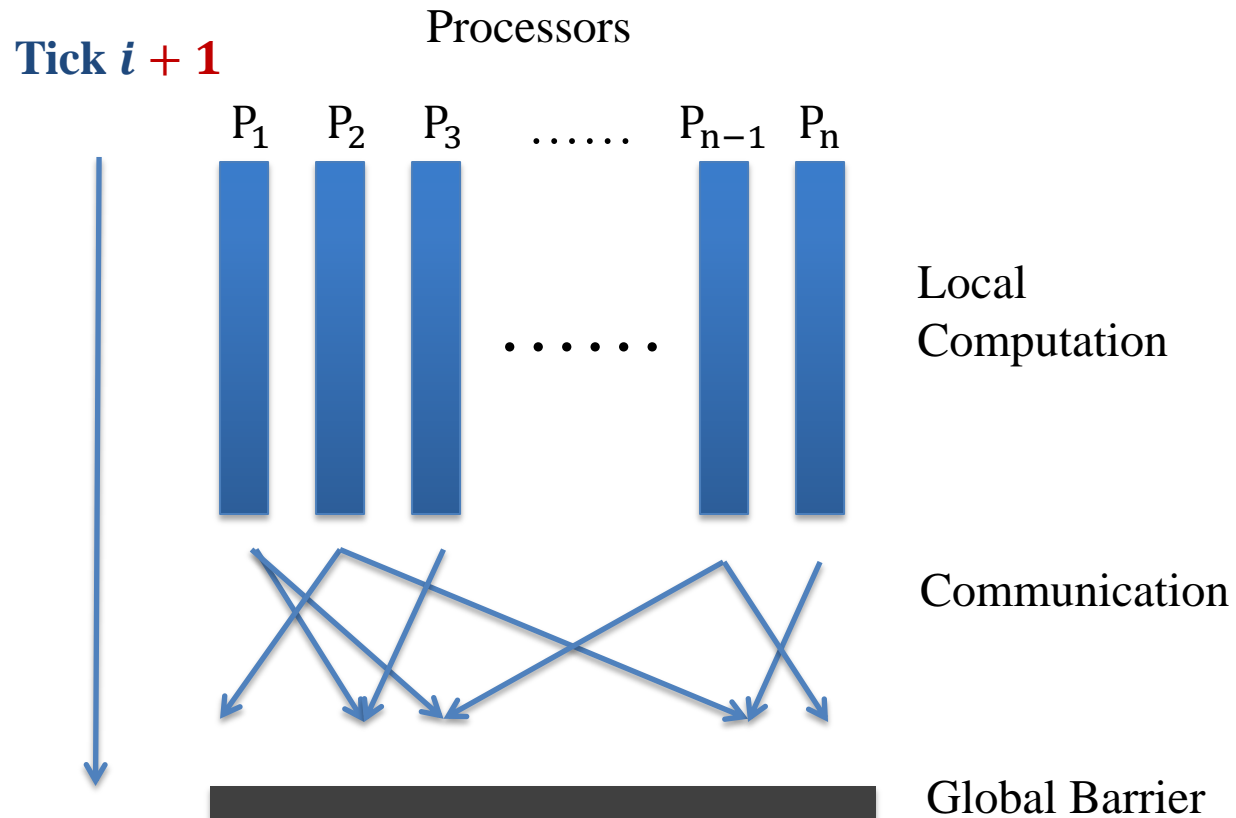 Processors
Tick i + 1
P₁ P₂ P₃ …… Pₙ₋₁ Pₙ
Local
Computation
……
Communication
Global Barrier